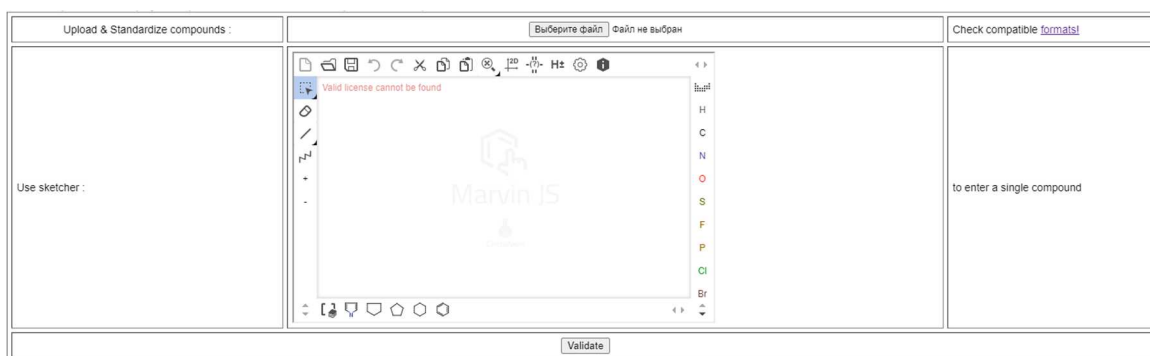 Upload & Standardize compounds :
Выберите файл Файл не выбран
Check compatible formats!
Use sketcher :
2D
H±
Valid license cannot be found
Marvin JS
H
C
N
O
S
F
P
Cl
Br
to enter a single compound
Validate